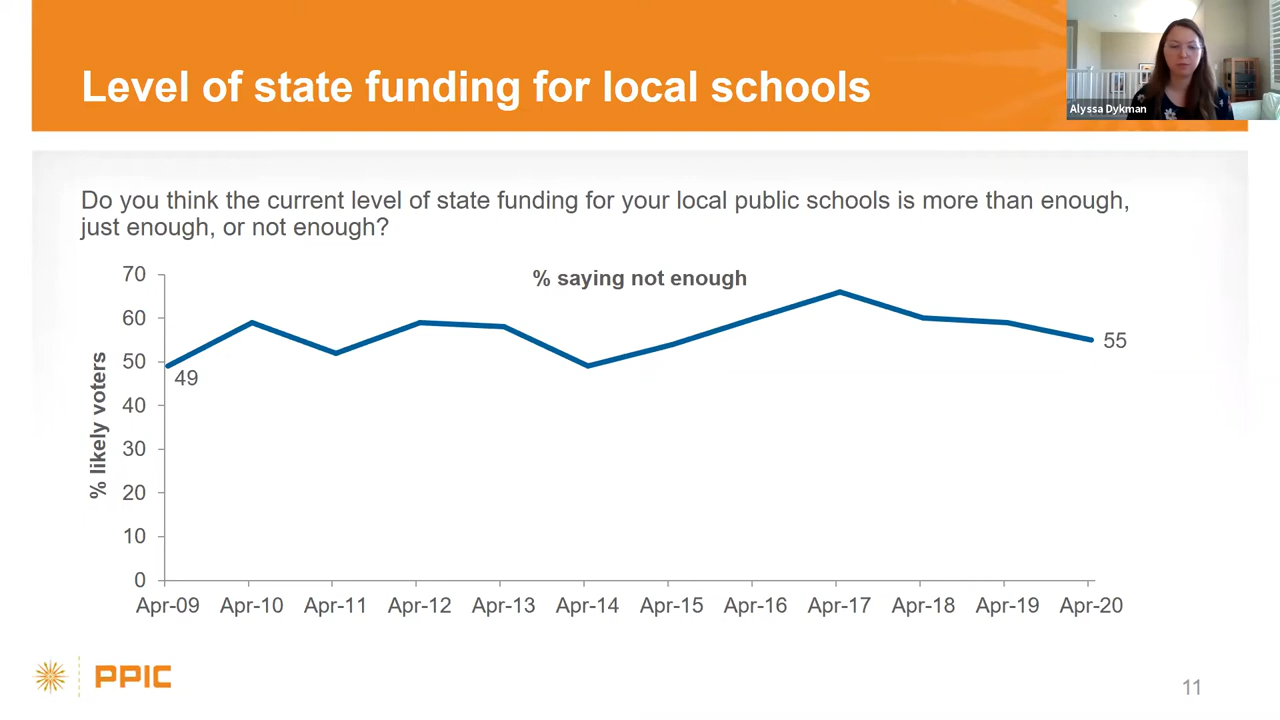 Level of state funding for local schools
Alyssa Dykman
Do you think the current level of state funding for your local public schools is more than enough,
just enough, or not enough?
% saying not enough
% likely voters
70
60
50
40
30
20
10
0
49
55
Apr-09 Apr-10 Apr-11 Apr-12 Apr-13 Apr-14 Apr-15 Apr-16 Apr-17 Apr-18 Apr-19 Apr-20
PPIC
11